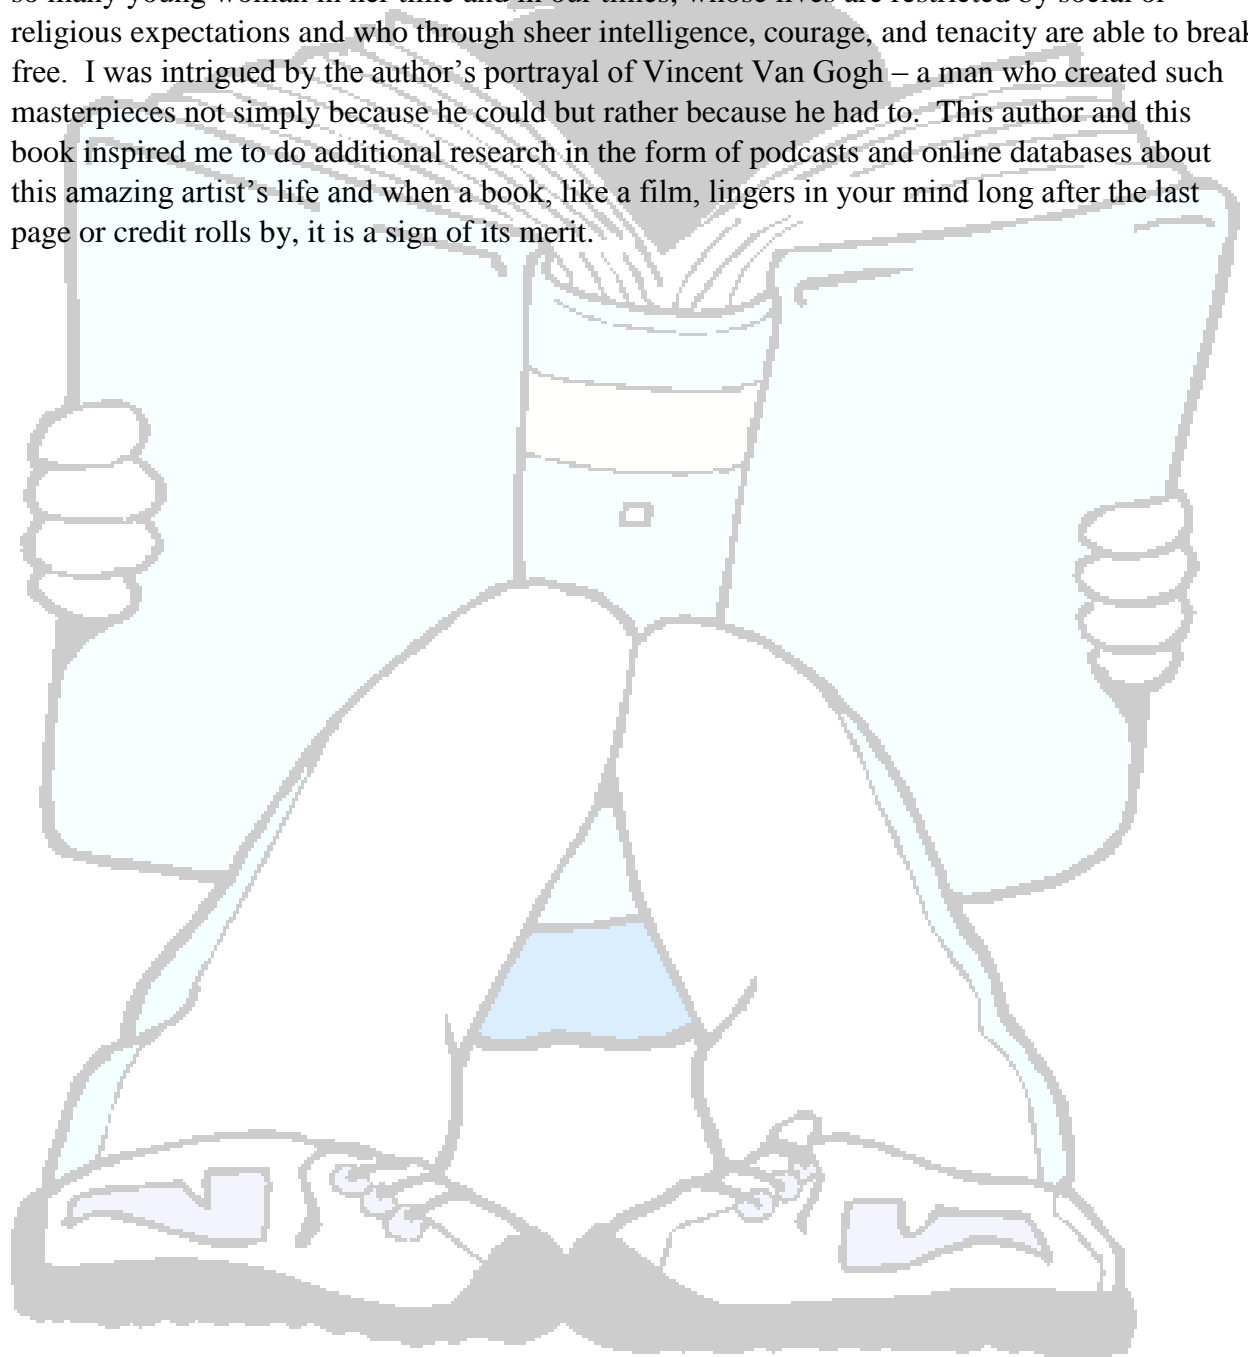 so many young woman in her time and in our times, whose lives are restricted by social or
religious expectations and who through sheer intelligence, courage, and tenacity are able to break
free.  I was intrigued by the author’s portrayal of Vincent Van Gogh – a man who created such
masterpieces not simply because he could but rather because he had to.  This author and this
book inspired me to do additional research in the form of podcasts and online databases about
this amazing artist’s life and when a book, like a film, lingers in your mind long after the last
page or credit rolls by, it is a sign of its merit.